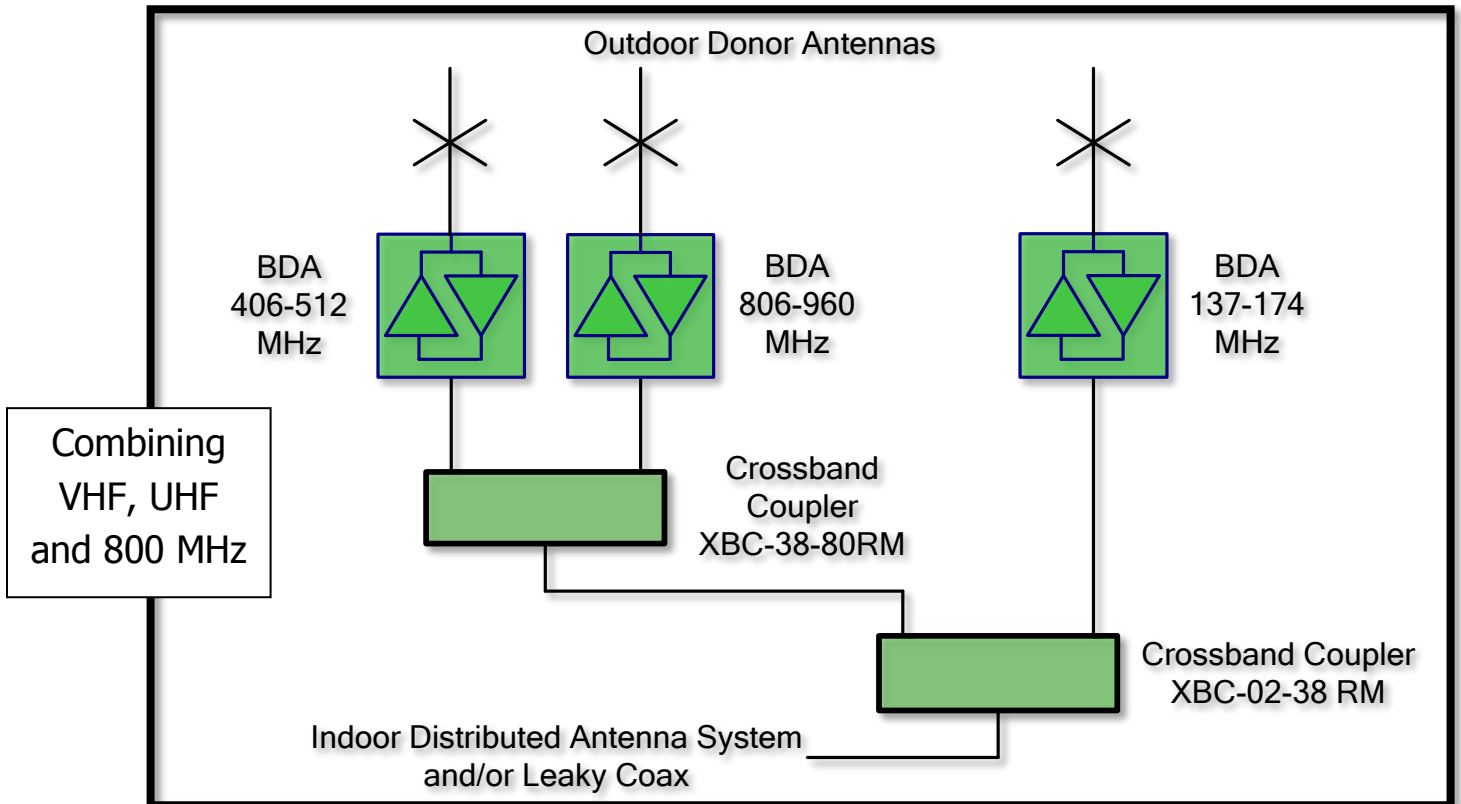 Outdoor Donor Antennas
BDA
406-512
MHz
BDA
806-960
MHz
BDA
137-174
MHz
Combining
VHF, UHF
and 800 MHz
Crossband
Coupler
XBC-38-80RM
Crossband Coupler
XBC-02-38 RM
Indoor Distributed Antenna System
and/or Leaky Coax